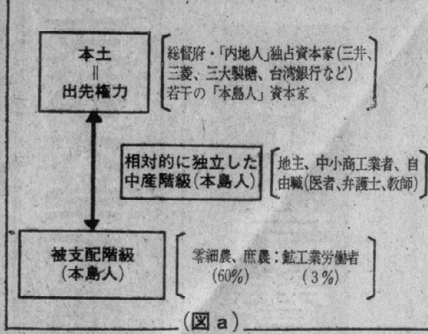 本土
‖
出先権力
総督府・「内地人」独占資本家(三井、
三菱、三大製糖、台湾銀行など)
若干の「本島人」資本家
相対的に独立した
中産階級(本島人)
地主、中小商工業者、自
由職(医者、弁護士、教師)
被支配階級
(本島人)
零細農、庶農:鉱工業労働者
(60%) (3%)
(図a)